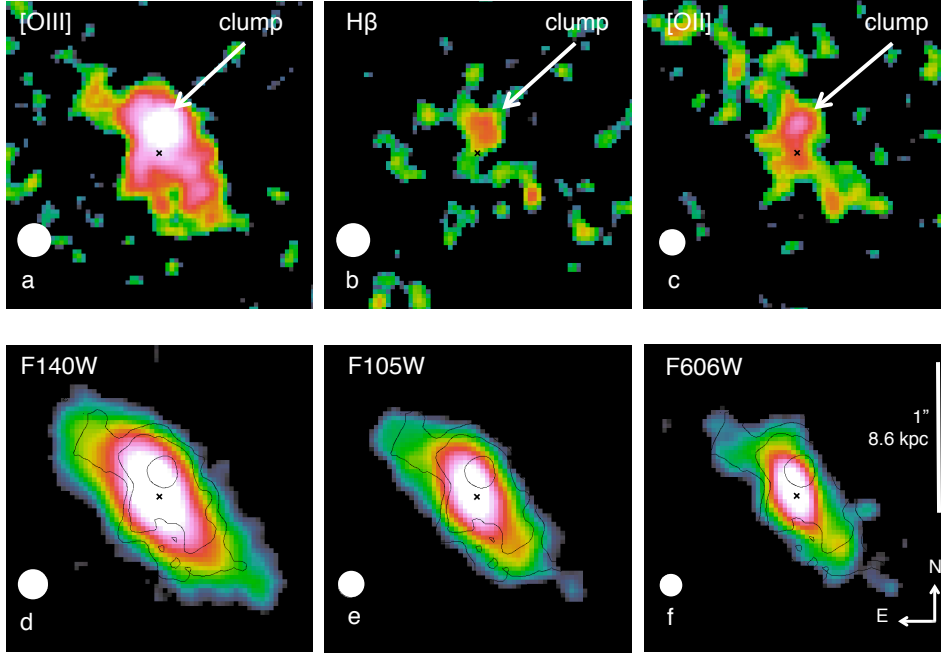 [OIII] clump
Hβ clump
[OII] clump
a
b
c
F140W
F105W
F606W
1”
8.6 kpc
N
E
d
e
f